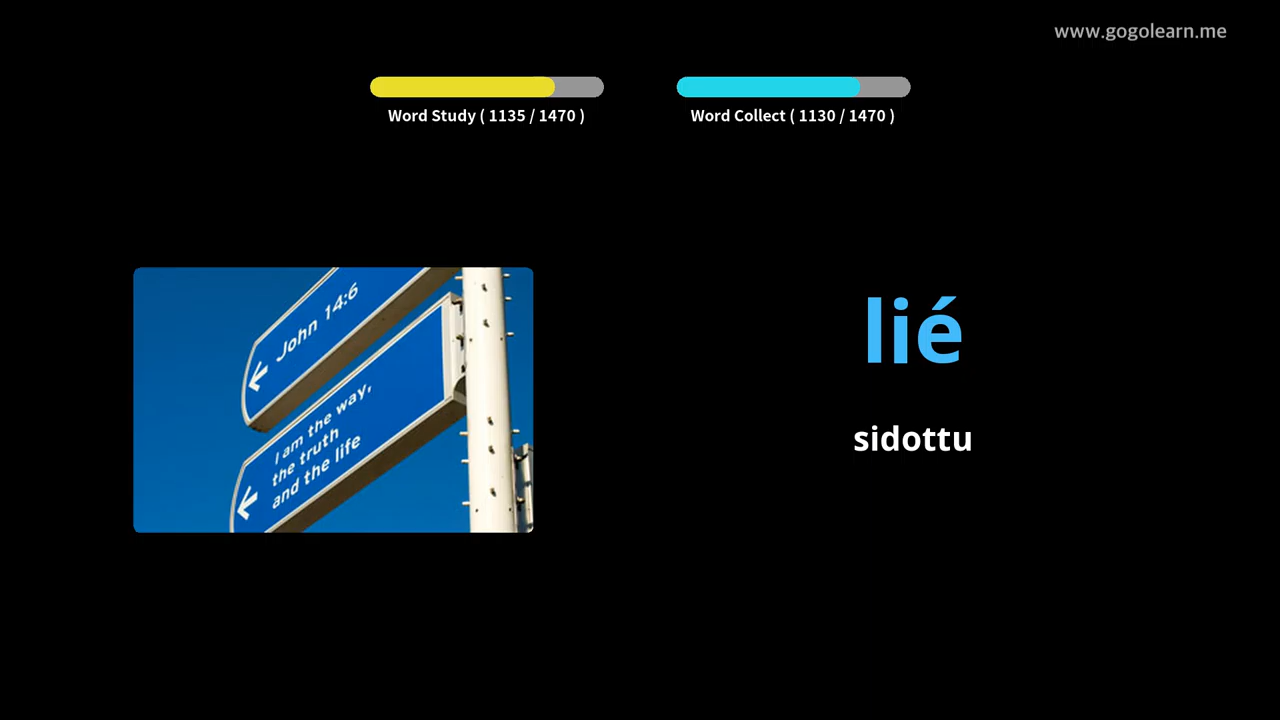 www.gogolearn.me
Word Study ( 1135 / 1470 )
Word Collect ( 1130 / 1470 )
John 14:6
I am the way,
the truth
and the life
lié
sidottu